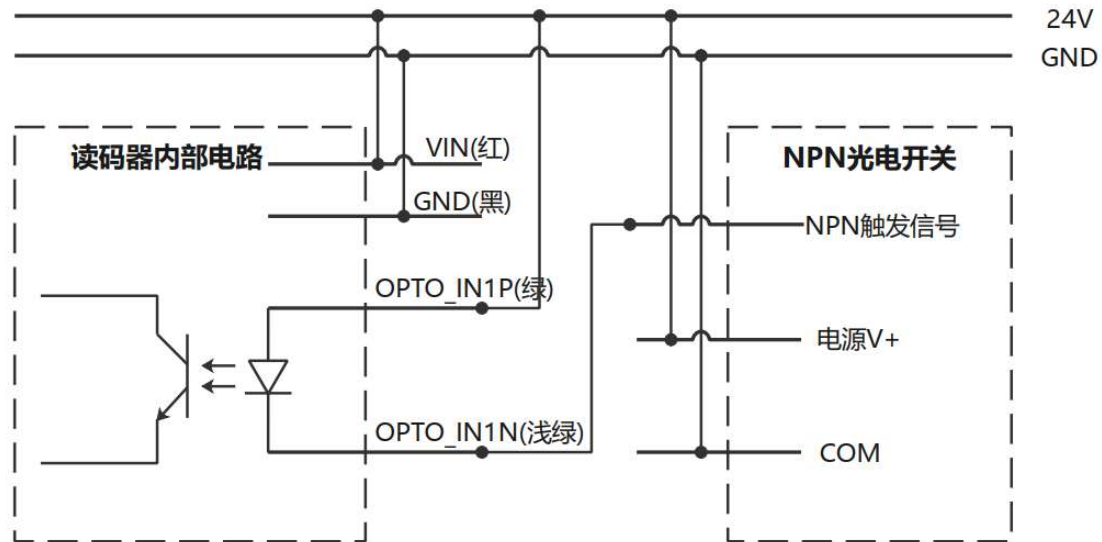 24V
GND
读码器内部电路
VIN(红)
GND(黑)
OPTO_IN1P(绿)
OPTO_IN1N(浅绿)
NPN光电开关
NPN触发信号
电源V+
COM